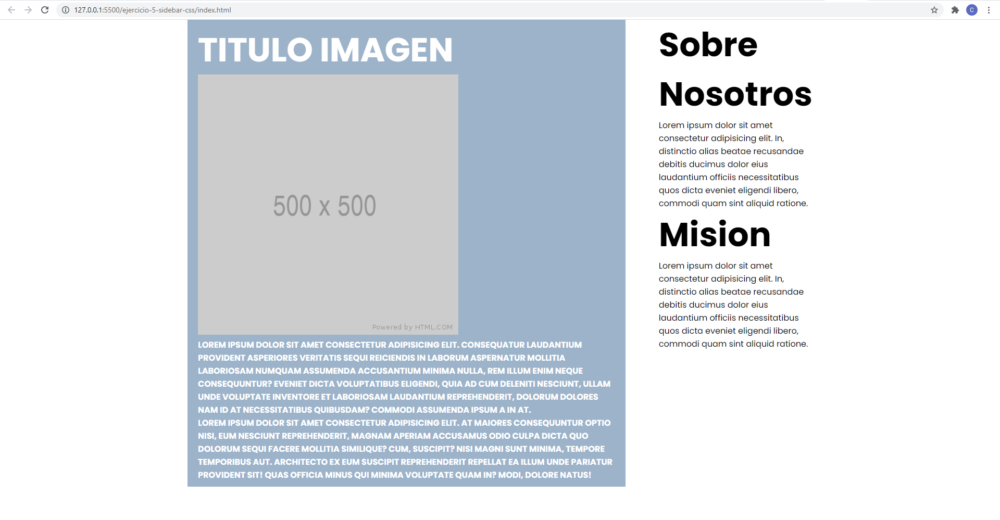 127.0.0.1:5500/ejercicio-5-sidebar-css/index.html
C
TITULO IMAGEN
500 x 500
Powered by HTML.COM
LOREM IPSUM DOLOR SIT AMET CONSECTETUR ADIPISICING ELIT. CONSEQUATUR LAUDANTIUM
PROVIDENT ASPERIORES VERITATIS SEQUI REICIENDIS IN LABORUM ASPERNATUR MOLLITIA
LABORIOSAM NUMQUAM ASSUMENDA ACCUSANTIUM MINIMA NULLA, REM ILLUM ENIM NEQUE
CONSEQUUNTUR? EVENIET DICTA VOLUPTATIBUS ELIGENDI, QUIA AD CUM DELENITI NESCIUNT, ULLAM
UNDE VOLUPTATE INVENTORE ET LABORIOSAM LAUDANTIUM REPREHENDERIT, DOLORUM DOLORES
NAM ID AT NECESSITATIBUS QUIBUSDAM? COMMODI ASSUMENDA IPSUM A IN AT.
LOREM IPSUM DOLOR SIT AMET CONSECTETUR ADIPISICING ELIT. AT MAIORES CONSEQUUNTUR OPTIO
NISI, EUM NESCIUNT REPREHENDERIT, MAGNAM APERIAM ACCUSAMUS ODIO CULPA DICTA QUO
DOLORUM SEQUI FACERE MOLLITIA SIMILIQUE? CUM, SUSCIPIT? NISI MAGNI SUNT MINIMA, TEMPORE
TEMPORIBUS AUT. ARCHITECTO EX EUM SUSCIPIT REPREHENDERIT REPELLAT EA ILLUM UNDE PARIATUR
PROVIDENT SIT! QUAS OFFICIA MINUS QUI MINIMA VOLUPTATE QUAM IN? MODI, DOLORE NATUS!
Sobre
Nosotros
Lorem ipsum dolor sit amet
consectetur adipisicing elit. In,
distinctio alias beatae recusandae
debitis ducimus dolor eius
laudantium officiis necessitatibus
quos dicta eveniet eligendi libero,
commodi quam sint aliquid ratione.
Mision
Lorem ipsum dolor sit amet
consectetur adipisicing elit. In,
distinctio alias beatae recusandae
debitis ducimus dolor eius
laudantium officiis necessitatibus
quos dicta eveniet eligendi libero,
commodi quam sint aliquid ratione.